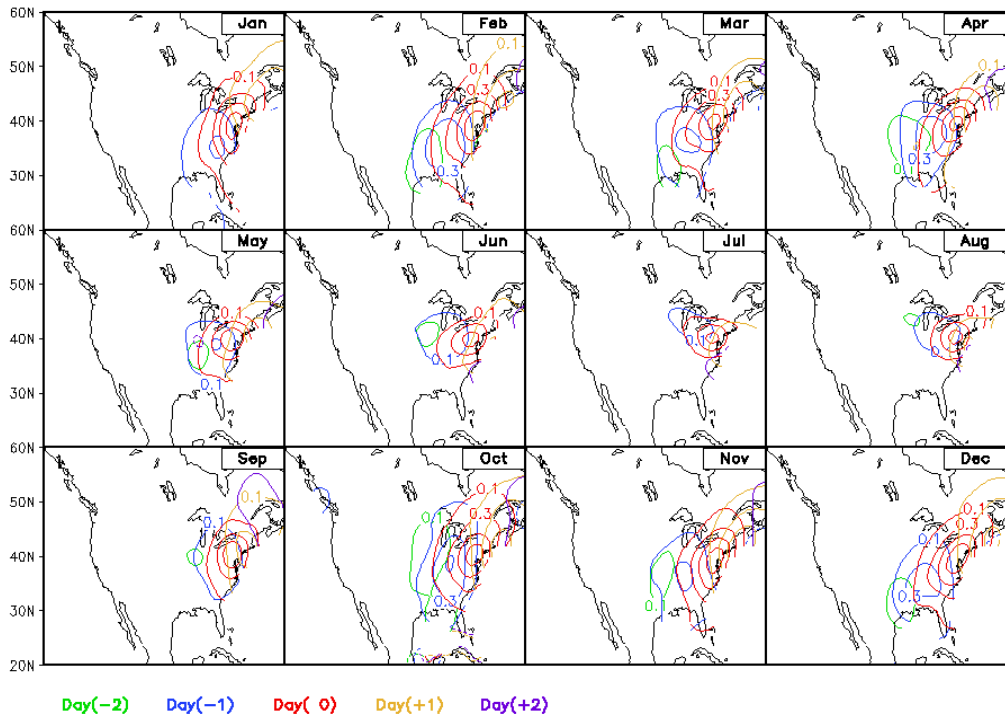 60N Jan Feb Mar Apr
50N 0.1 0.1 0.1 0.1
0.1 0.3 0.3
40N
30N 0.3 0.3
20N
60N May Jun Jul Aug
50N
0.1 0.1 0.1
40N 0.1
30N 0.1 0.1
60N Sep Oct Nov Dec
50N 0.1 0.1 0.1
0.1 0.1 0.3 0.1 0.3
40N 0.1
30N 0.3 0.1 0.3
20N
Day(-2) Day(-1) Day( 0) Day(+1) Day(+2)